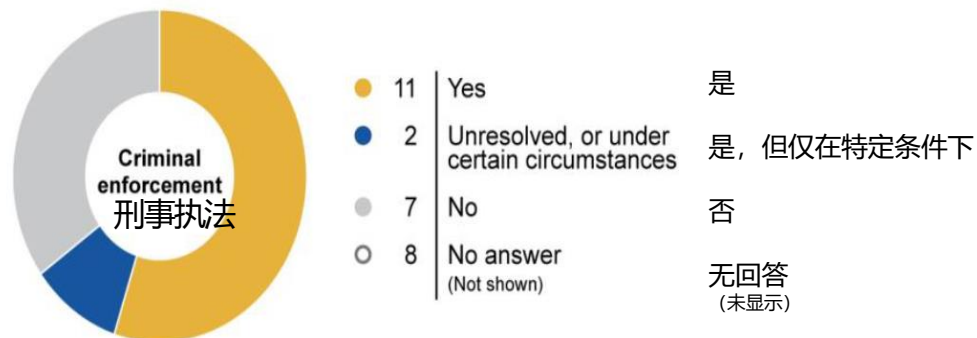 Criminal
enforcement
刑事执法
11 Yes 是
2 Unresolved, or under
certain circumstances
是，但仅在特定条件下
7 No 否
8 No answer
(Not shown)
无回答
（未显示）